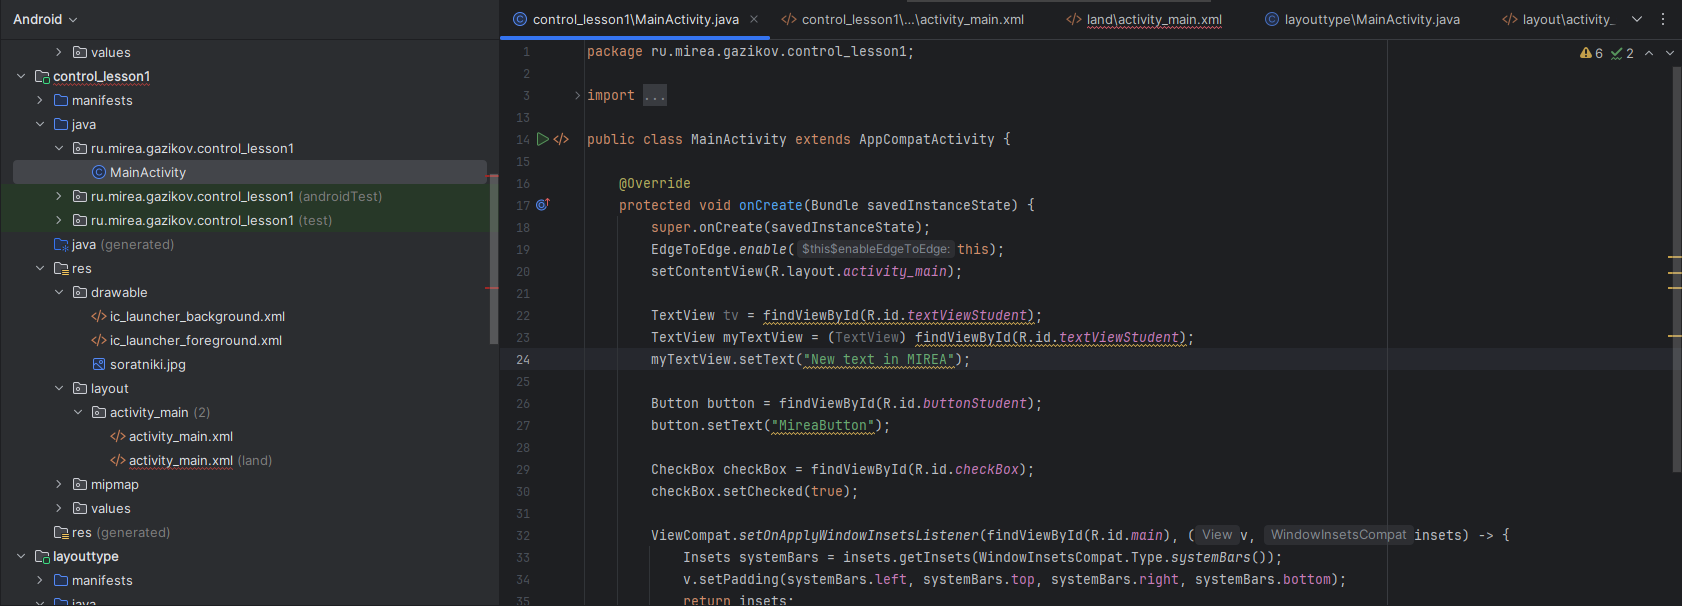 Android
values
control_lesson1
manifests
java
ru.mirea.gazikov.control_lesson1
MainActivity
ru.mirea.gazikov.control_lesson1 (androidTest)
ru.mirea.gazikov.control_lesson1 (test)
java (generated)
res
drawable
ic_launcher_background.xml
ic_launcher_foreground.xml
soratniki.jpg
layout
activity_main (2)
activity_main.xml
activity_main.xml (land)
mipmap
values
res (generated)
layouttype
manifests
java
control_lesson1\MainActivity.java
control_lesson1\...\activity_main.xml
land\activity_main.xml
layouttype\MainActivity.java
layout\activity_
6 2
1 package ru.mirea.gazikov.control_lesson1;
2
3 import ...
13
14 public class MainActivity extends AppCompatActivity {
15
16 @Override
17 protected void onCreate(Bundle savedInstanceState) {
18 super.onCreate(savedInstanceState);
19 EdgeToEdge.enable( $this$enableEdgeToEdge: this);
20 setContentView(R.layout.activity_main);
21
22 TextView tv = findViewById(R.id.textViewStudent);
23 TextView myTextView = (TextView) findViewById(R.id.textViewStudent);
24 myTextView.setText("New text in MIREA");
25
26 Button button = findViewById(R.id.buttonStudent);
27 button.setText("MireaButton");
28
29 CheckBox checkBox = findViewById(R.id.checkBox);
30 checkBox.setChecked(true);
31
32 ViewCompat.setOnApplyWindowInsetsListener(findViewById(R.id.main), ( View v, WindowInsetsCompat insets) -> {
33 Insets systemBars = insets.getInsets(WindowInsetsCompat.Type.systemBars());
34 v.setPadding(systemBars.left, systemBars.top, systemBars.right, systemBars.bottom);
35 return insets;